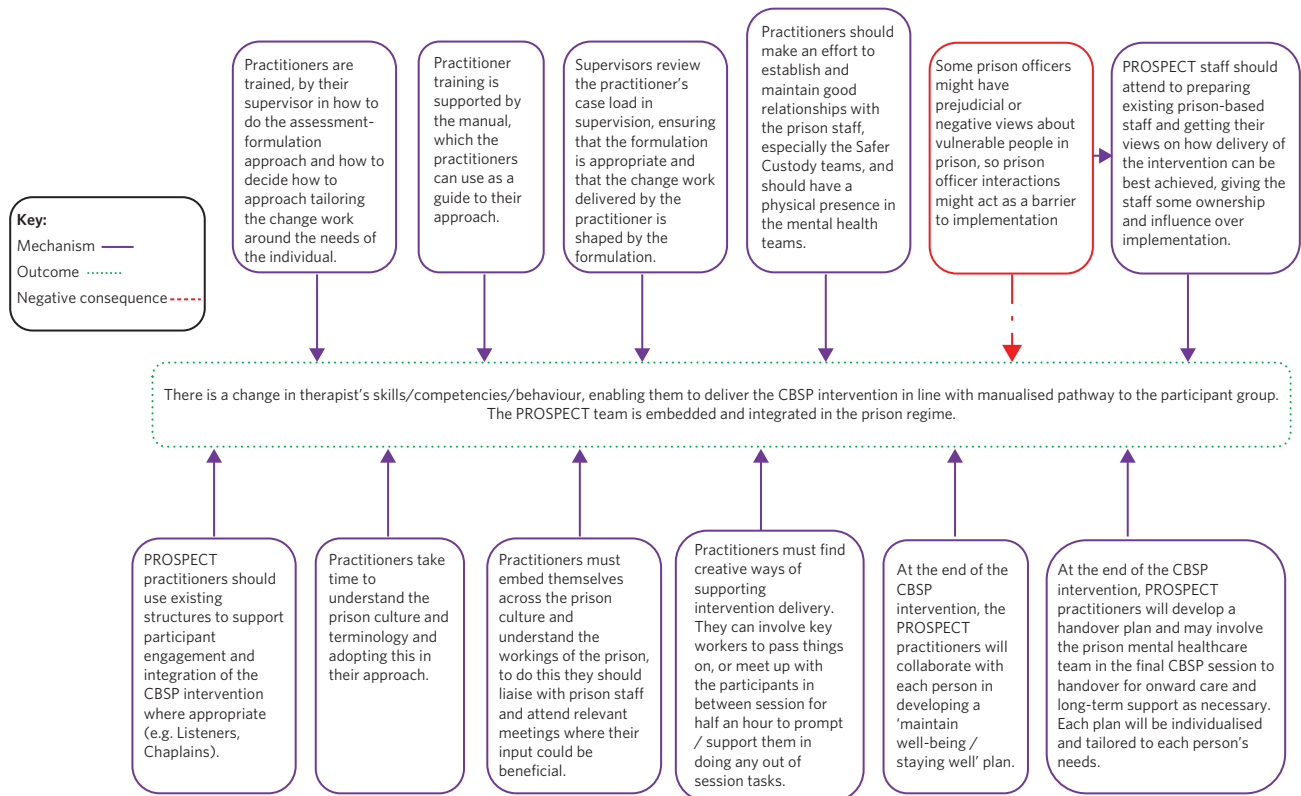 Practitioners are
trained, by their
supervisor in how to
do the assessment-
formulation
approach and how to
decide how to
approach tailoring
the change work
around the needs of
the individual.
Practitioner
training is
supported by
the manual,
which the
practitioners
can use as a
guide to their
approach.
Supervisors review
the practitioner's
case load in
supervision, ensuring
that the formulation
is appropriate and
that the change work
delivered by the
practitioner is
shaped by the
formulation.
Practitioners should
make an effort to
establish and
maintain good
relationships with
the prison staff,
especially the Safer
Custody teams, and
should have a
physical presence in
the mental health
teams.
Some prison officers
might have
prejudicial or
negative views about
vulnerable people in
prison, so prison
officer interactions
might act as a barrier
to implementation
PROSPECT staff should
attend to preparing
existing prison-based
staff and getting their
views on how delivery of
the intervention can be
best achieved, giving the
staff some ownership
and influence over
implementation.
Key:
Mechanism
Outcome
Negative consequence
There is a change in therapist's skills/competencies/behaviour, enabling them to deliver the CBSP intervention in line with manualised pathway to the participant group.
The PROSPECT team is embedded and integrated in the prison regime.
PROSPECT
practitioners should
use existing
structures to support
participant
engagement and
integration of the
CBSP intervention
where appropriate
(e.g. Listeners,
Chaplains).
Practitioners take
time to
understand the
prison culture and
terminology and
adopting this in
their approach.
Practitioners must
embed themselves
across the prison
culture and
understand the
workings of the prison,
to do this they should
liaise with prison staff
and attend relevant
meetings where their
input could be
beneficial.
Practitioners must find
creative ways of
supporting
intervention delivery.
They can involve key
workers to pass things
on, or meet up with
the participants in
between session for
half an hour to prompt
/ support them in
doing any out of
session tasks.
At the end of the
CBSP
intervention, the
PROSPECT
practitioners will
collaborate with
each person in
developing a
‘maintain
well-being /
staying well’ plan.
At the end of the CBSP
intervention, PROSPECT
practitioners will develop a
handover plan and may involve
the prison mental healthcare
team in the final CBSP session to
handover for onward care and
long-term support as necessary.
Each plan will be individualised
and tailored to each person's
needs.